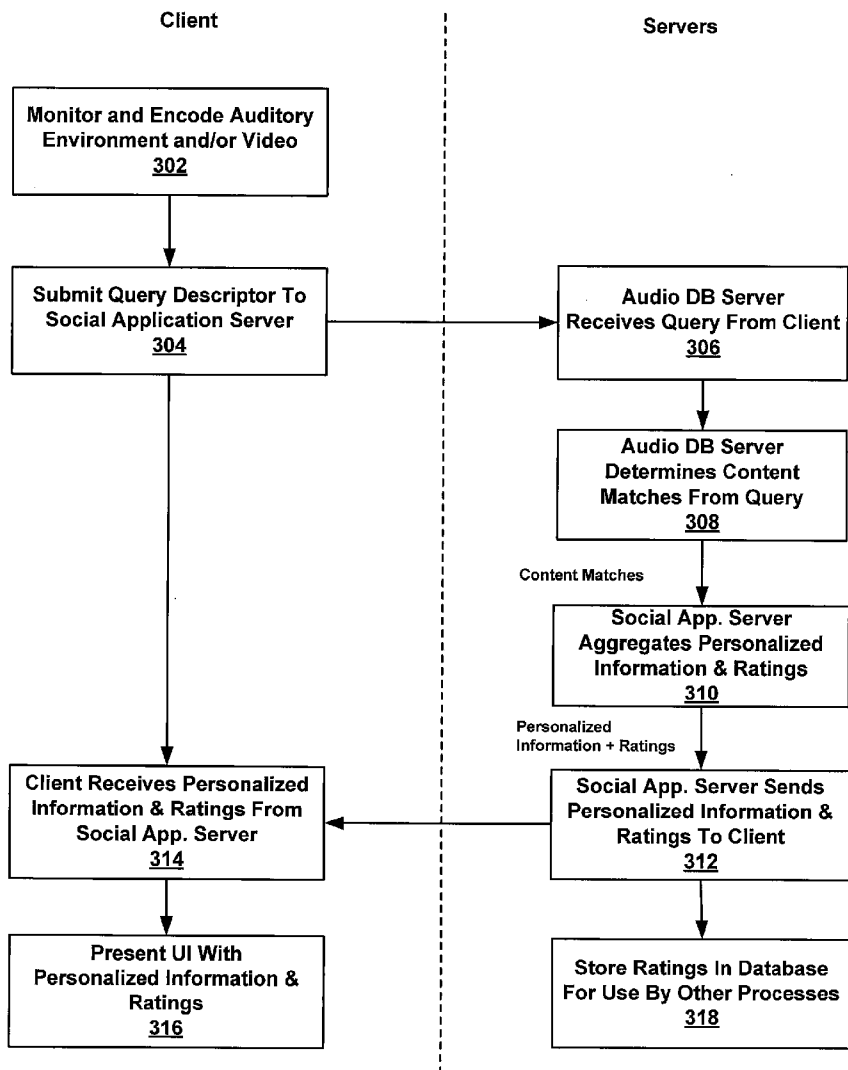 Client
Servers
Monitor and Encode Auditory
Environment and/or Video
302
Submit Query Descriptor To
Social Application Server
304
Audio DB Server
Receives Query From Client
306
Audio DB Server
Determines Content
Matches From Query
308
Content Matches
Social App. Server
Aggregates Personalized
Information & Ratings
310
Personalized
Information + Ratings
Client Receives Personalized
Information & Ratings From
Social App. Server
314
Social App. Server Sends
Personalized Information &
Ratings To Client
312
Present UI With
Personalized Information &
Ratings
316
Store Ratings In Database
For Use By Other Processes
318